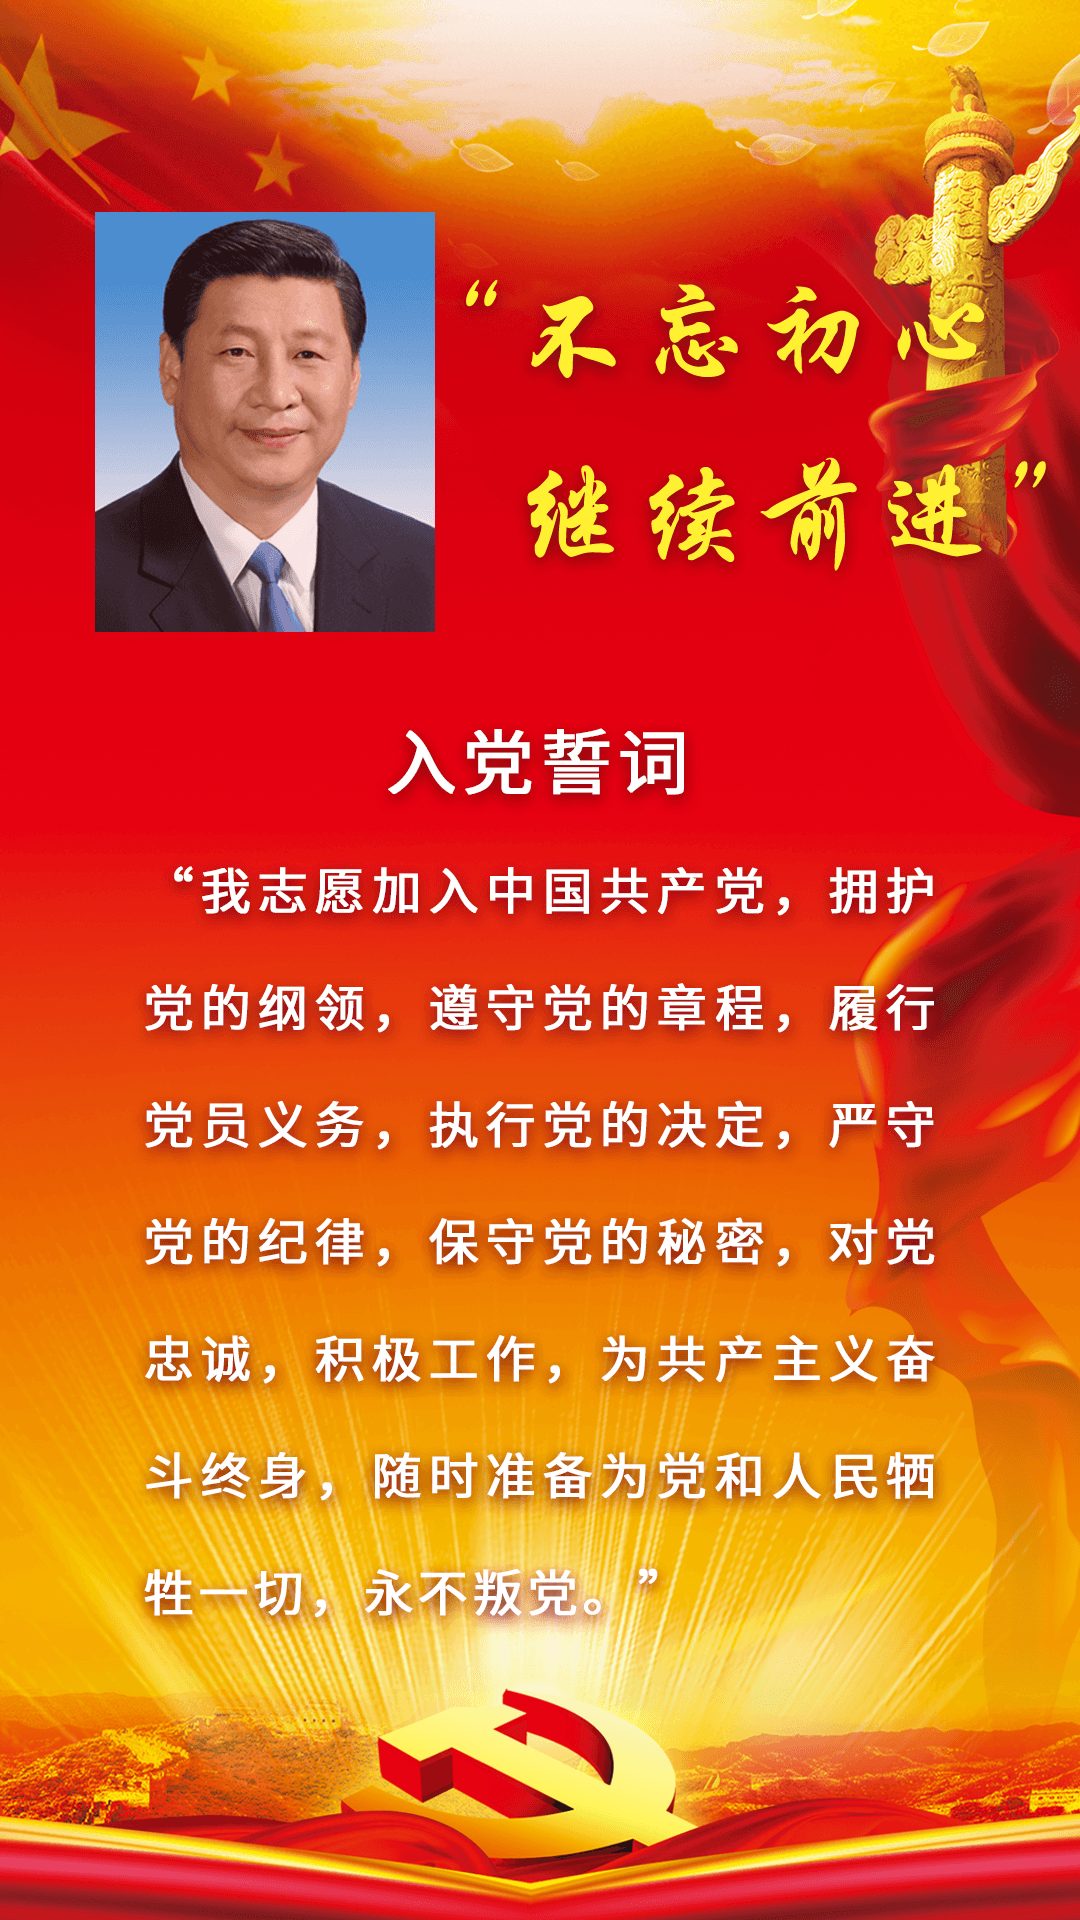 “不忘初心
继续前进”
入党誓词
“我志愿加入中国共产党，拥护
党的纲领，遵守党的章程，履行
党员义务，执行党的决定，严守
党的纪律，保守党的秘密，对党
忠诚，积极工作，为共产主义奋
斗终身，随时准备为党和人民牺
牲一切，永不叛党。”